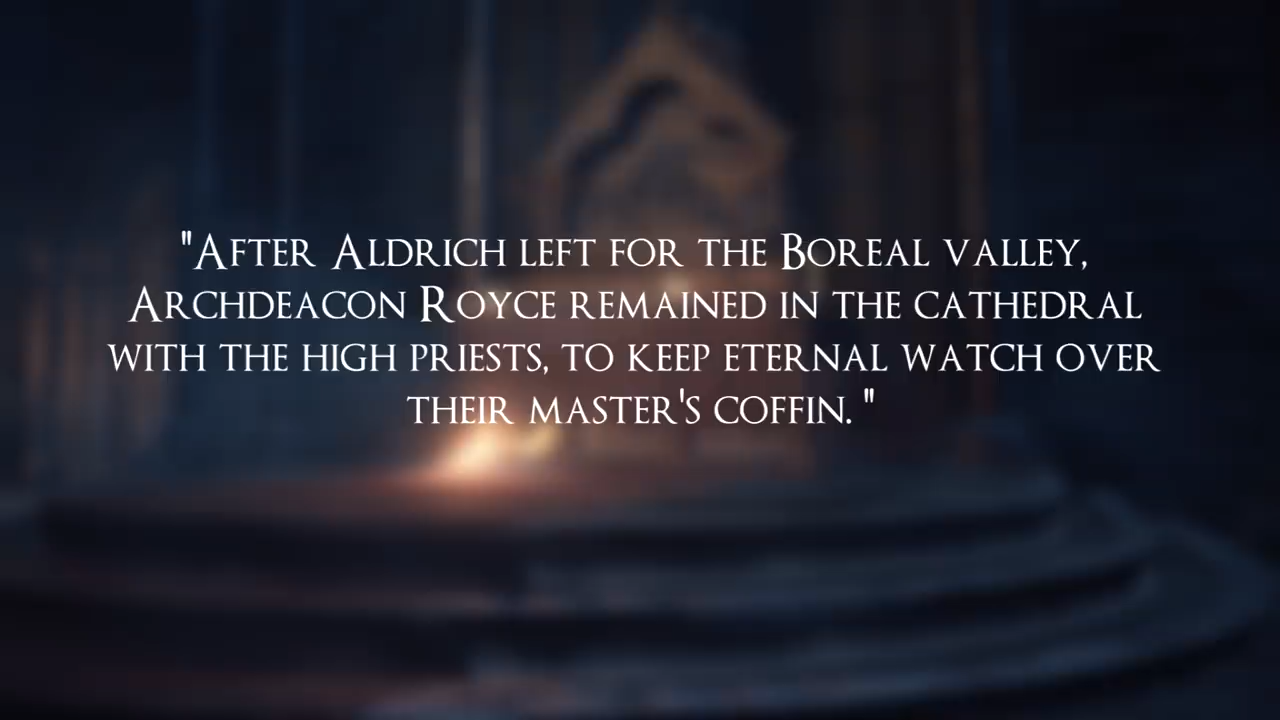 "After Aldrich left for the Boreal valley,
Archdeacon Royce remained in the cathedral
with the high priests, to keep eternal watch over
their master's coffin. "